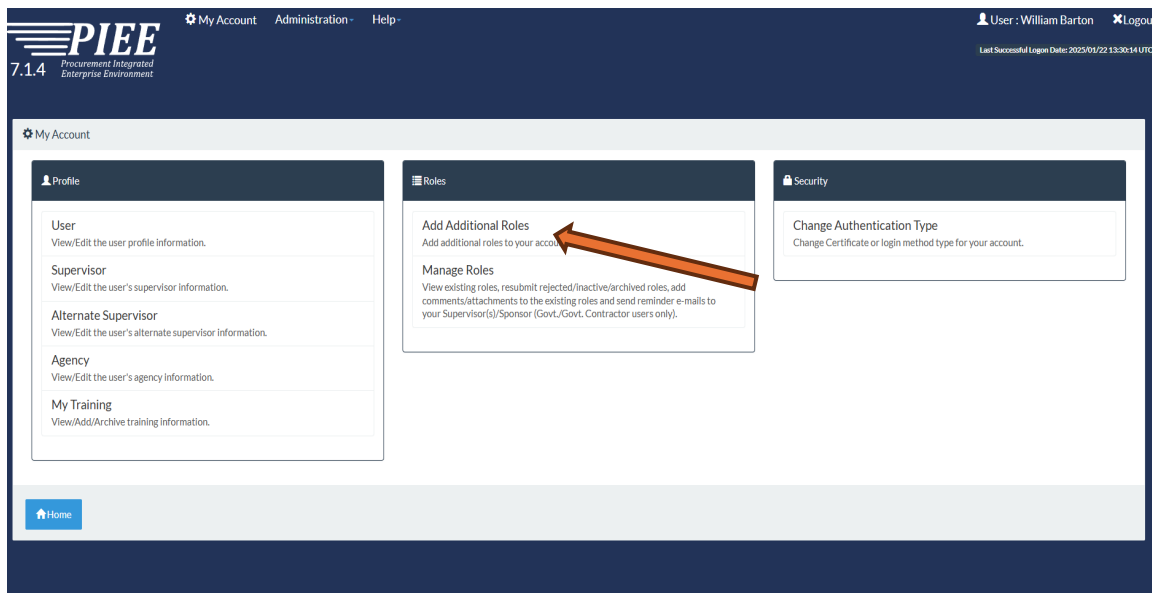 My Account Administration Help
User : William Barton Logou
PIEE
Procurement Integrated
Enterprise Environment
7.1.4
Last Successful Logon Date: 2025/01/22 13:30:14 UTC
My Account
Profile
User
View/Edit the user profile information.
Supervisor
View/Edit the user's supervisor information.
Alternate Supervisor
View/Edit the user's alternate supervisor information.
Agency
View/Edit the user's agency information.
My Training
View/Add/Archive training information.
Roles
Add Additional Roles
Add additional roles to your accou
Manage Roles
View existing roles, resubmit rejected/inactive/archived roles, add
comments/attachments to the existing roles and send reminder e-mails to
your Supervisor(s)/Sponsor (Govt./Govt. Contractor users only).
Security
Change Authentication Type
Change Certificate or login method type for your account.
Home